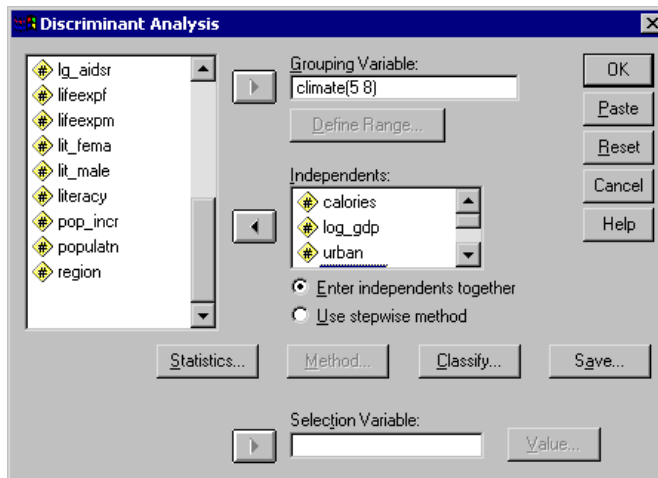 Discriminant Analysis
lg_aidsr
lifeexpf
lifeexpm
lit_fema
lit_male
literacy
pop_incr
populatn
region
Grouping Variable:
climate(5 8)
Define Range...
Independents:
calories
log_gdp
urban
Enter independents together
Use stepwise method
OK
Paste
Reset
Cancel
Help
Statistics...
Method...
Classify...
Save...
Selection Variable:
Value...